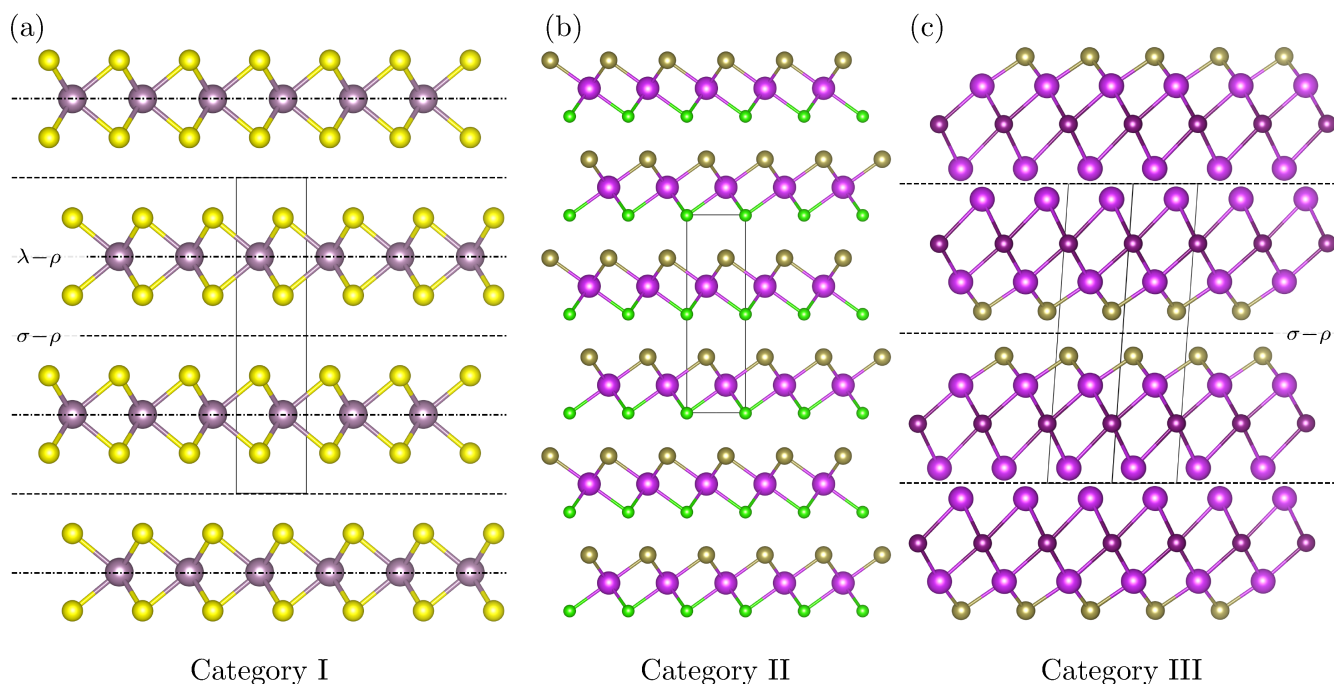 (a)
(b)
(c)
λ−ρ
σ−ρ
σ−ρ
Category I
Category II
Category III